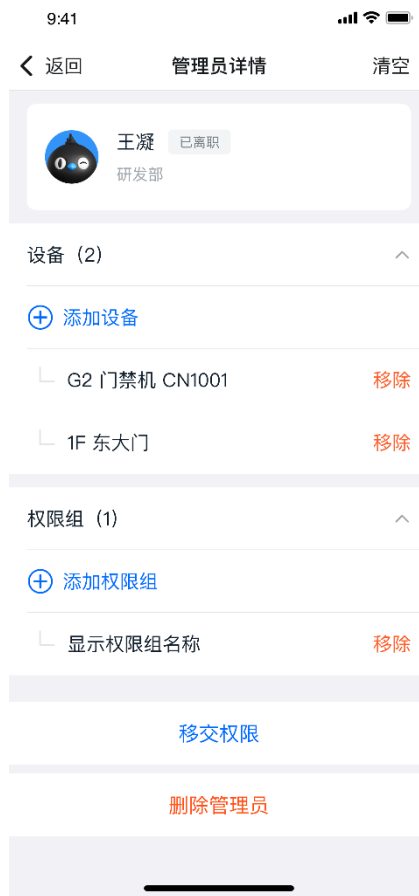 9:41
返回 管理员详情 清空
王凝 已离职
研发部
设备（2）
添加设备
G2 门禁机 CN1001 移除
1F 东大门 移除
权限组（1）
添加权限组
显示权限组名称 移除
移交权限
删除管理员